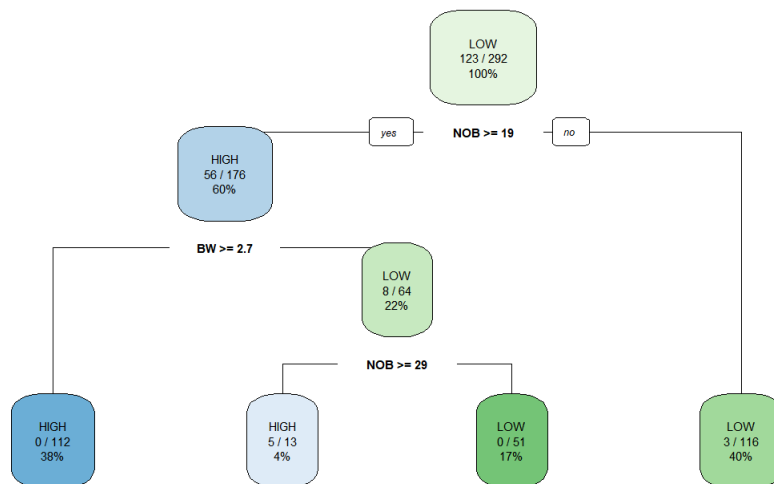 LOW
123 / 292
100%
yes
NOB >= 19
no
HIGH
56 / 176
60%
BW >= 2.7
LOW
8 / 64
22%
NOB >= 29
HIGH
0 / 112
38%
HIGH
5 / 13
4%
LOW
0 / 51
17%
LOW
3 / 116
40%